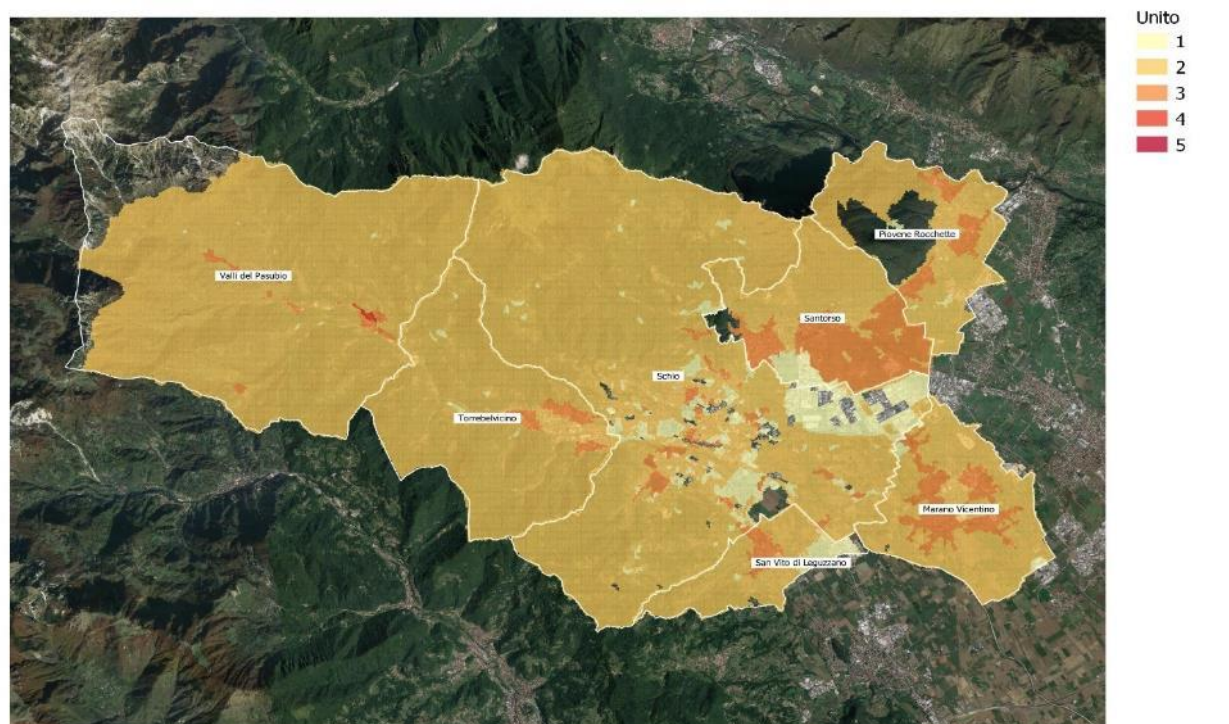 Unito
1
2
3
4
5
Piovene Rocchette
Valli del Pasubio
Santorso
Schio
Torrebelvicino
Marano Vicentino
San Vito di Leguzzano